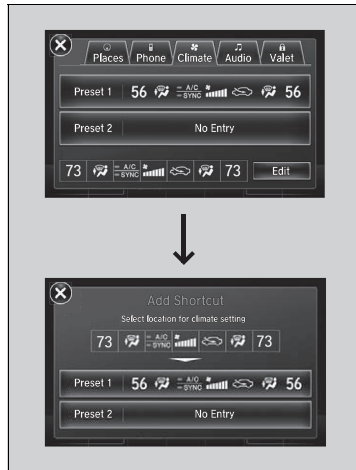 Places Phone Climate Audio Valet
Preset 1 56 A/C SYNC 56
Preset 2 No Entry
73 A/C SYNC 73 Edit
Add Shortcut
Select location for climate setting
73 A/C SYNC 73
Preset 1 56 A/C SYNC 56
Preset 2 No Entry